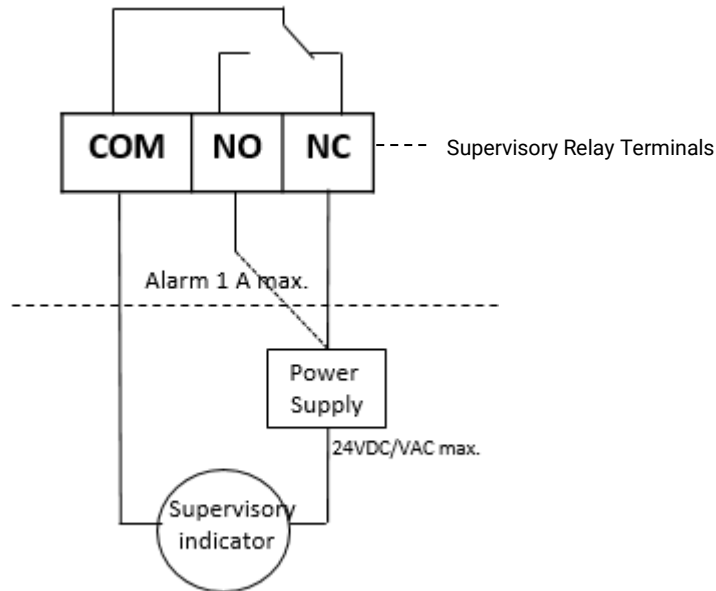 COM NO NC
Supervisory Relay Terminals
Alarm 1 A max.
Power
Supply
24VDC/VAC max.
Supervisory
indicator